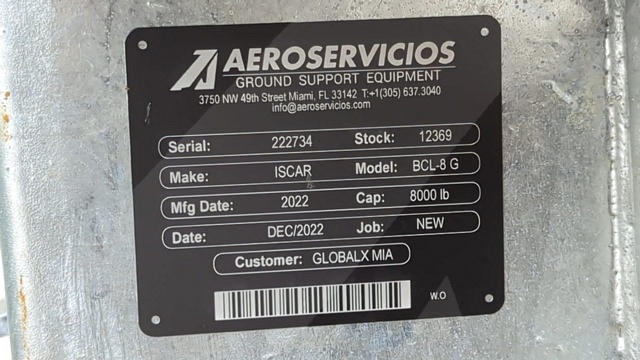 AEROSERVICIOS
GROUND SUPPORT EQUIPMENT
3750 NW 49th Street Miami, FL 33142 T:+1(305) 637.3040
info@aeroservicios.com
Serial: 222734 Stock: 12369
Make: ISCAR Model: BCL-8 G
Mfg Date: 2022 Cap: 8000 lb
Date: DEC/2022 Job: NEW
Customer: GLOBALX MIA
W.O